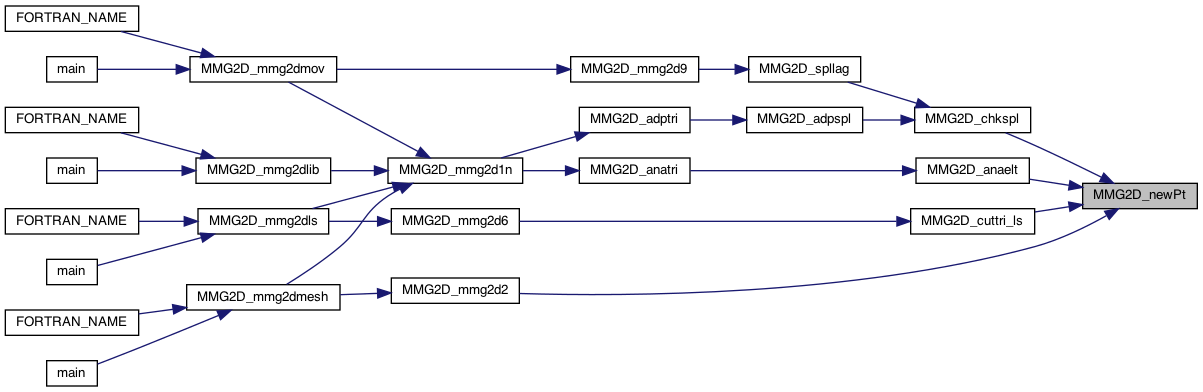 FORTRAN_NAME
main
MMG2D_mmg2dmov
MMG2D_mmg2d9
MMG2D_spllag
FORTRAN_NAME
MMG2D_adptri
MMG2D_adpspl
MMG2D_chkspl
main
MMG2D_mmg2dlib
MMG2D_mmg2d1n
MMG2D_anatri
MMG2D_anaelt
MMG2D_newPt
FORTRAN_NAME
MMG2D_mmg2dls
MMG2D_mmg2d6
MMG2D_cuttri_ls
main
MMG2D_mmg2dmesh
MMG2D_mmg2d2
FORTRAN_NAME
main